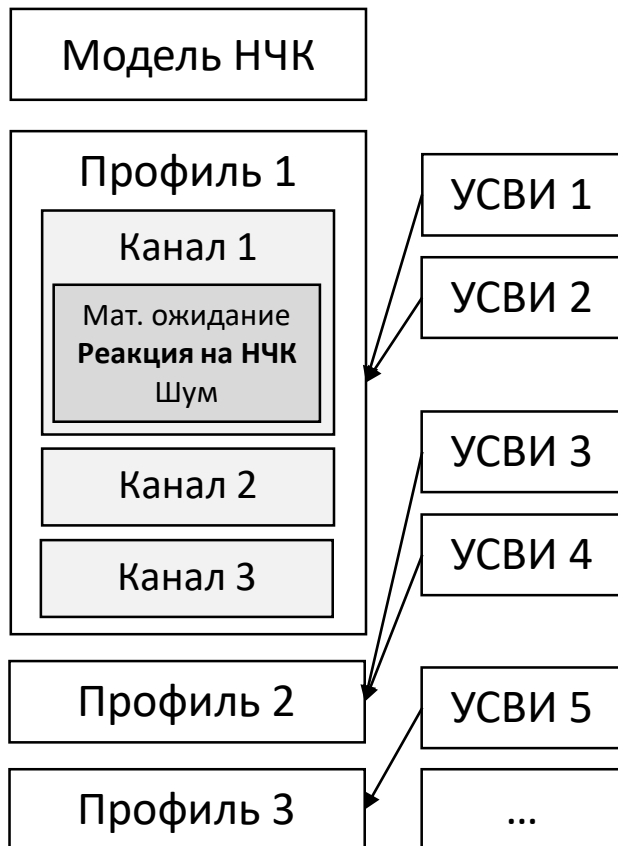 Модель НЧК
Профиль 1
Канал 1
Мат. ожидание
Реакция на НЧК
Шум
Канал 2
Канал 3
Профиль 2
Профиль 3
УСВИ 1
УСВИ 2
УСВИ 3
УСВИ 4
УСВИ 5
...